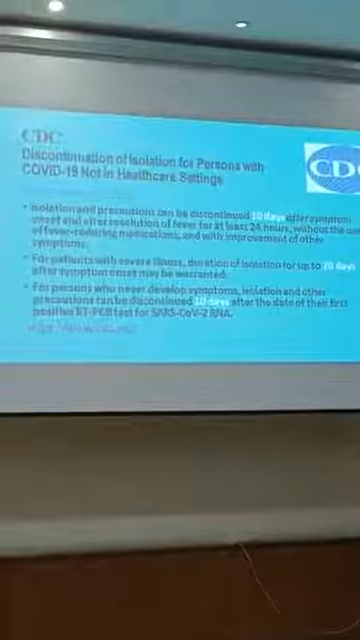 CDC
Discontinuation of Isolation for Persons with
COVID-19 Not in Healthcare Settings
CDC
• Isolation and precautions can be discontinued 10 days after symptom
onset and after resolution of fever for at least 24 hours, without the use
of fever-reducing medications, and with improvement of other
symptoms.
• For patients with severe illness, duration of isolation for up to 20 days
after symptom onset may be warranted.
• For persons who never develop symptoms, isolation and other
precautions can be discontinued 10 days after the date of their first
positive RT-PCR test for SARS-CoV-2 RNA.